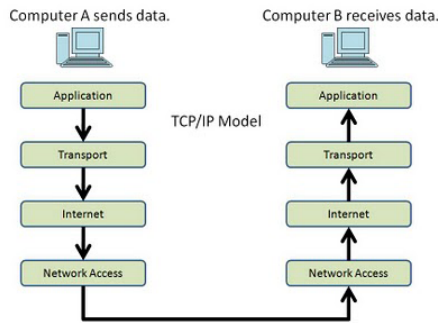 Computer A sends data.
Computer B receives data.
Application
Application
TCP/IP Model
Transport
Transport
Internet
Internet
Network Access
Network Access